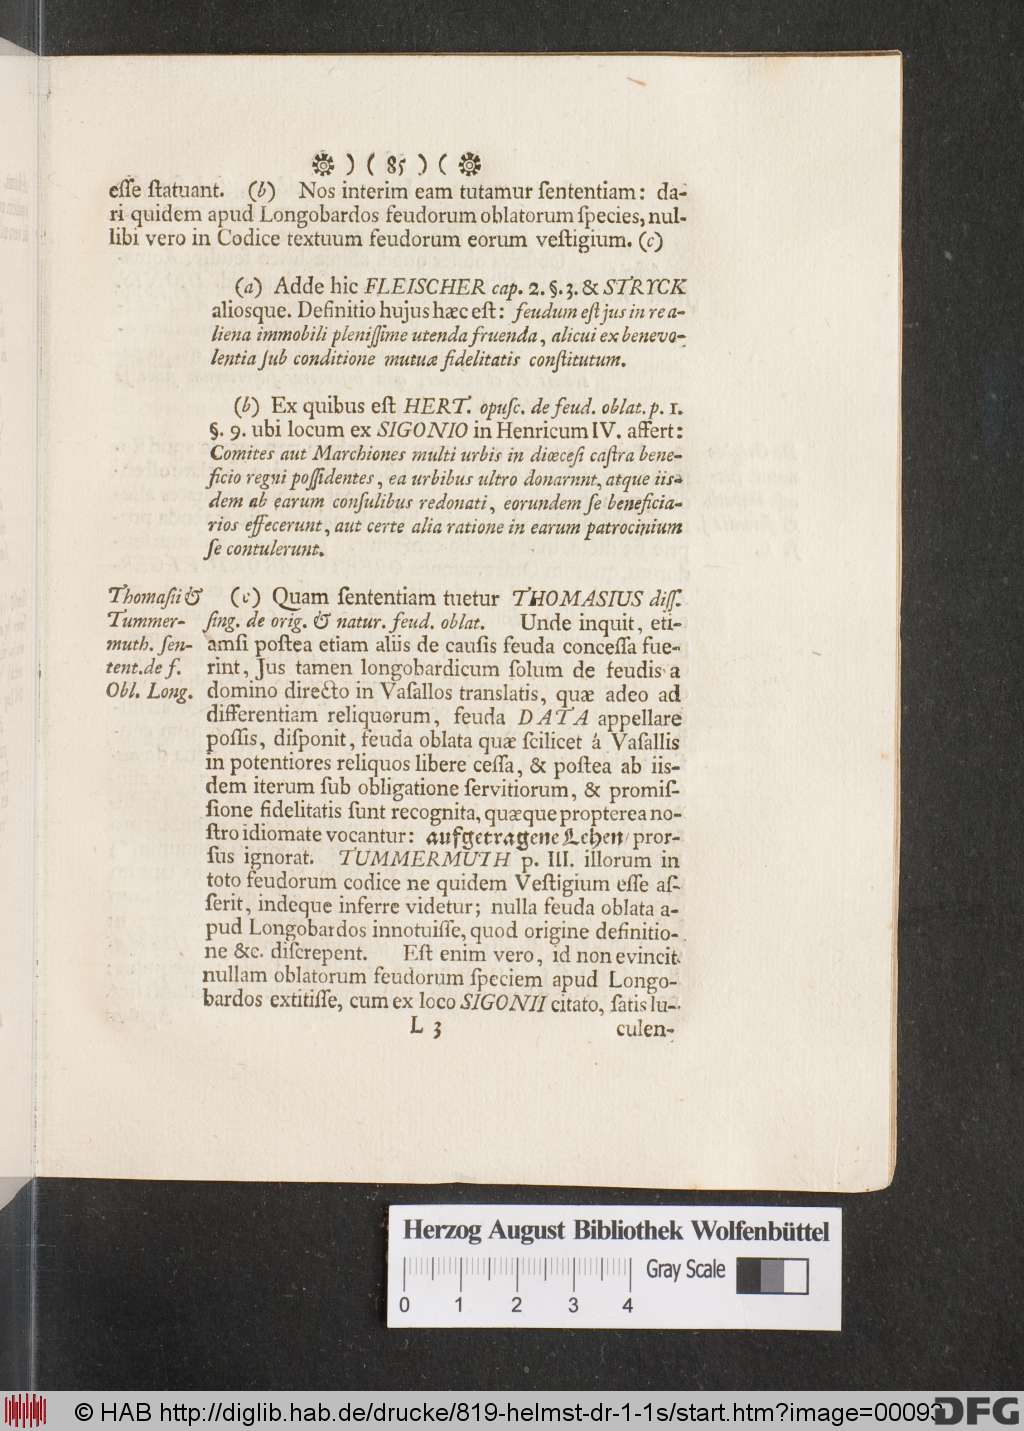 ❁ ) ( 85 ) ( ❁
eſſe ſtatuant. (b) Nos interim eam tutamur ſententiam: da-
ri quidem apud Longobardos feudorum oblatorum ſpecies, nul-
libi vero in Codice textuum feudorum eorum veſtigium. (c)
(a) Adde hic FLEISCHER cap. 2. §. 3. & STRYCK
aliosque. Definitio hujus hæc eſt: feudum eſt jus in re a-
liena immobili pleniſſime utenda fruenda, alicui ex benevo-
lentia ſub conditione mutuæ fidelitatis conſtitutum.
(b) Ex quibus eſt HERT. opuſc. de feud. oblat. p. 1.
§. 9. ubi locum ex SIGONIO in Henricum IV. affert:
Comites aut Marchiones multi urbis in diœceſi caſtra bene-
ficio regni poſſidentes, ea urbibus ultro donarnnt, atque iis-
dem ab earum conſulibus redonati, eorundem ſe beneficia-
rios effecerunt, aut certe alia ratione in earum patrocinium
ſe contulerunt.
Thomaſii &
Tummer-
muth. ſen-
tent. de f.
Obl. Long.
(c) Quam ſententiam tuetur THOMASIUS diſſ.
ſing. de orig. & natur. feud. oblat. Unde inquit, eti-
amſi poſtea etiam aliis de cauſis feuda conceſſa fue-
rint, Jus tamen longobardicum ſolum de feudis a
domino directo in Vaſallos translatis, quæ adeo ad
differentiam reliquorum, feuda DATA appellare
poſſis, diſponit, feuda oblata quæ ſcilicet á Vaſallis
in potentiores reliquos libere ceſſa, & poſtea ab iis-
dem iterum ſub obligatione ſervitiorum, & promiſ-
ſione fidelitatis ſunt recognita, quæque propterea no-
ſtro idiomate vocantur: aufgetragene Lehen/ pror-
ſus ignorat. TUMMERMUTH p. III. illorum in
toto feudorum codice ne quidem Veſtigium eſſe aſ-
ſerit, indeque inferre videtur; nulla feuda oblata a-
pud Longobardos innotuiſſe, quod origine definitio-
ne &c. diſcrepent. Eſt enim vero, id non evincit
nullam oblatorum feudorum ſpeciem apud Longo-
bardos extitiſſe, cum ex loco SIGONII citato, ſatis lu-
L 3 culen-
Herzog August Bibliothek Wolfenbüttel
Gray Scale
0 1 2 3 4
© HAB http://diglib.hab.de/drucke/819-helmst-dr-1-1s/start.htm?image=00093
DFG